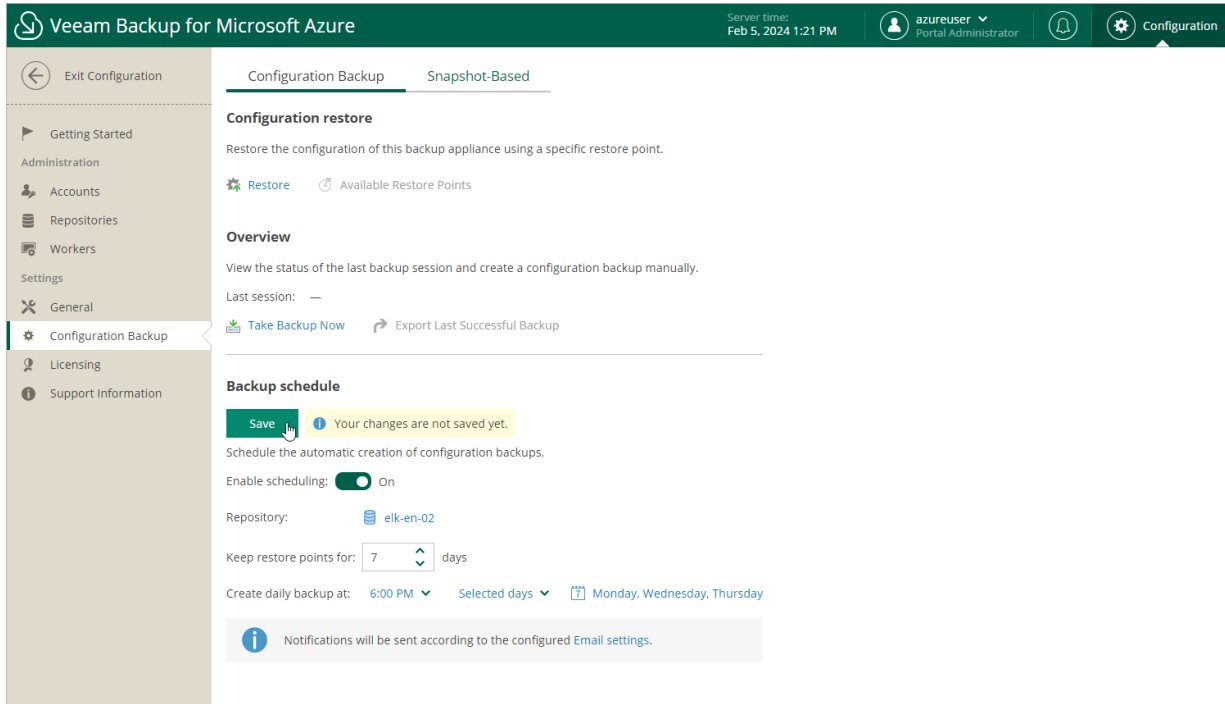 Veeam Backup for Microsoft Azure
Server time:
Feb 5, 2024 1:21 PM
azureuser
Portal Administrator
Configuration
Exit Configuration
Getting Started
Administration
Accounts
Repositories
Workers
Settings
General
Configuration Backup
Licensing
Support Information
Configuration Backup Snapshot-Based
Configuration restore
Restore the configuration of this backup appliance using a specific restore point.
Restore Available Restore Points
Overview
View the status of the last backup session and create a configuration backup manually.
Last session: —
Take Backup Now Export Last Successful Backup
Backup schedule
Save Your changes are not saved yet.
Schedule the automatic creation of configuration backups.
Enable scheduling: On
Repository: elk-en-02
Keep restore points for: 7 days
Create daily backup at: 6:00 PM Selected days 7 Monday, Wednesday, Thursday
Notifications will be sent according to the configured Email settings.